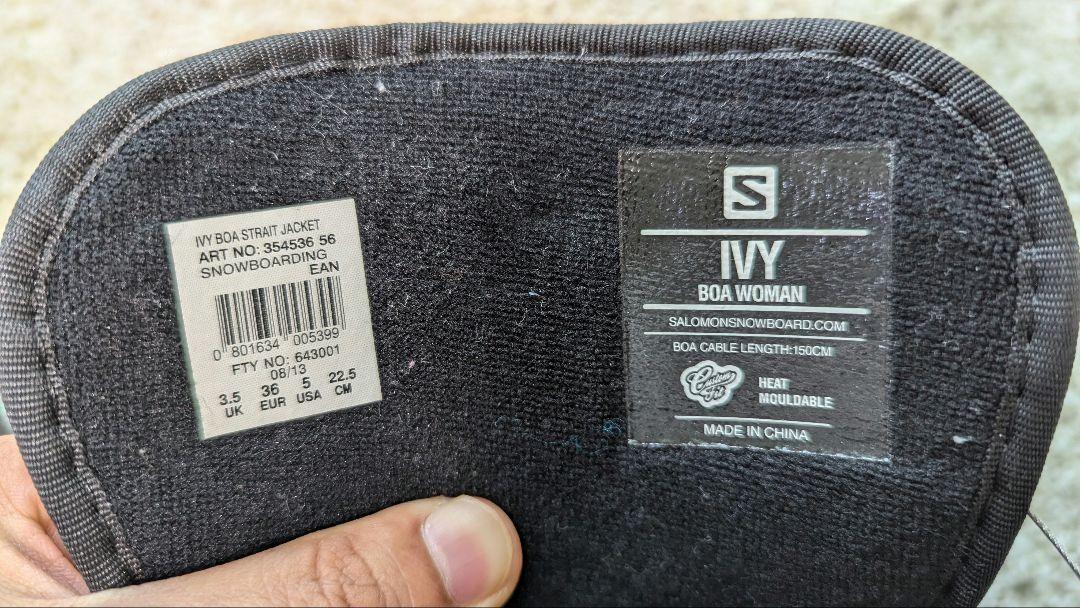 IVY BOA STRAIT JACKET
ART NO: 354536 56
SNOWBOARDING
EAN
0 801634 005399
FTY NO: 643001
08/13
3.5 36 5 22.5
UK EUR USA CM
S
IVY
BOA WOMAN
SALOMONSNOWBOARD.COM
BOA CABLE LENGTH:150CM
Custom Fit
HEAT
MOULDABLE
MADE IN CHINA